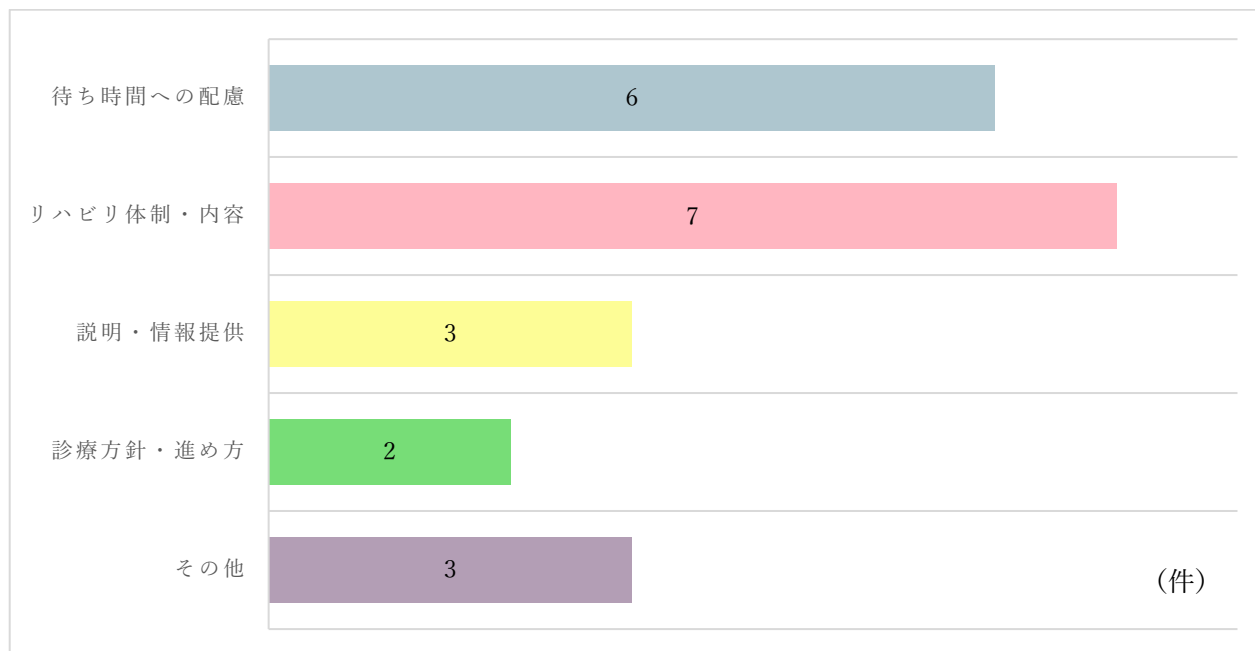 待ち時間への配慮
6
リハビリ体制・内容
7
説明・情報提供
3
診療方針・進め方
2
その他
3
(件)